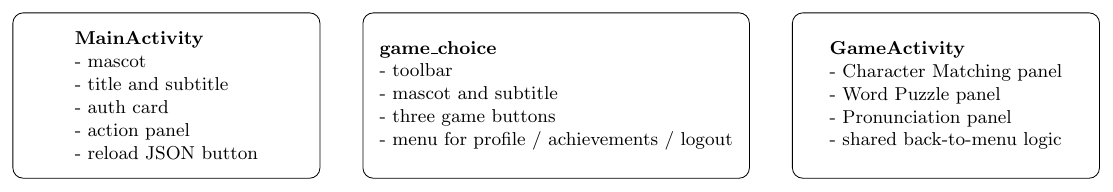 MainActivity
- mascot
- title and subtitle
- auth card
- action panel
- reload JSON button
game_choice
- toolbar
- mascot and subtitle
- three game buttons
- menu for profile / achievements / logout
GameActivity
- Character Matching panel
- Word Puzzle panel
- Pronunciation panel
- shared back-to-menu logic